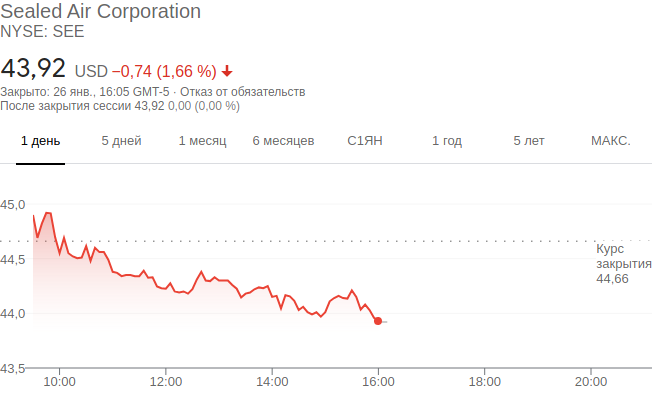 Sealed Air Corporation
NYSE: SEE
43,92 USD −0,74 (1,66 %)
Закрыто: 26 янв., 16:05 GMT-5 · Отказ от обязательств
После закрытия сессии 43,92 0,00 (0,00 %)
1 день 5 дней 1 месяц 6 месяцев С1ЯН 1 год 5 лет МАКС.
45,0
Курс
закрытия
44,66
44,5
44,0
43,5
10:00 12:00 14:00 16:00 18:00 20:00